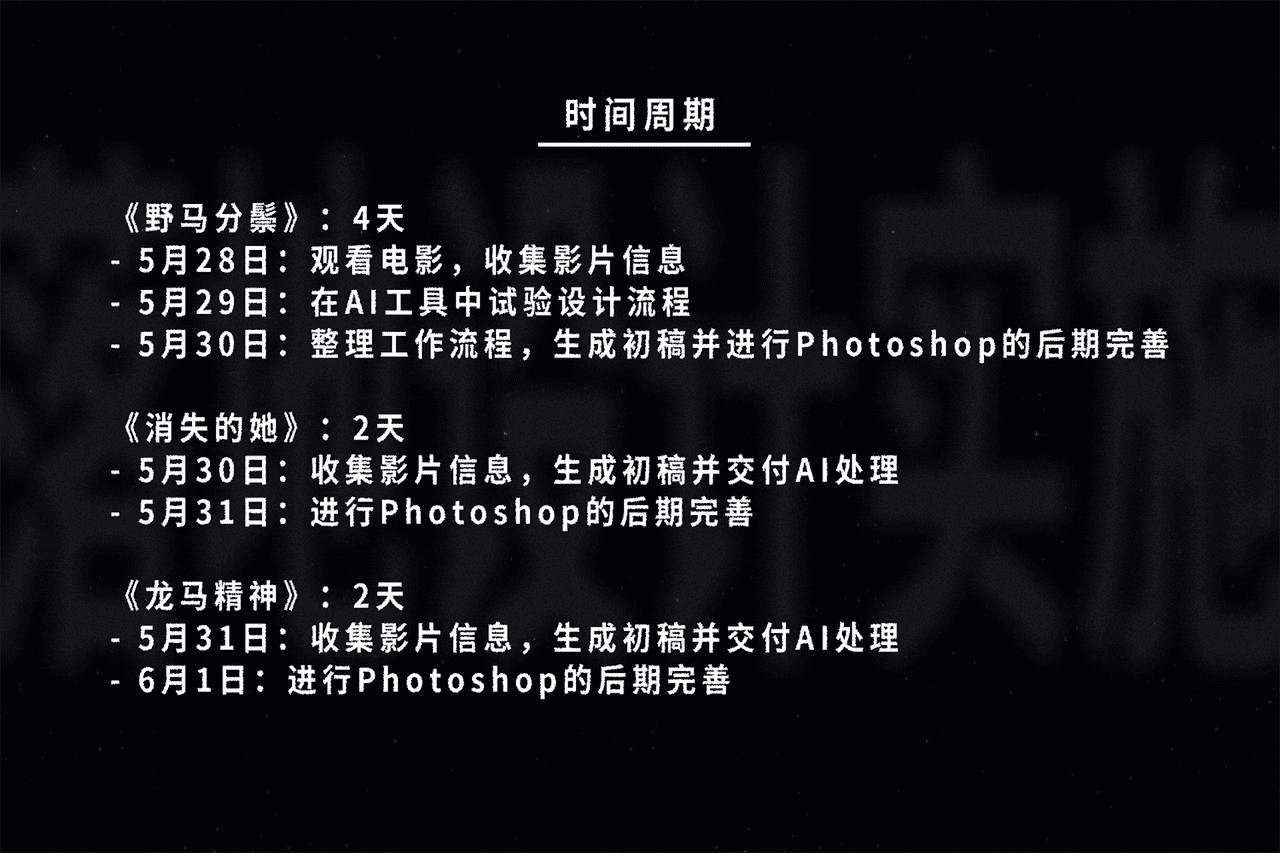 时间周期
《野马分鬃》：4天
- 5月28日：观看电影，收集影片信息
- 5月29日：在AI工具中试验设计流程
- 5月30日：整理工作流程，生成初稿并进行Photoshop的后期完善
《消失的她》：2天
- 5月30日：收集影片信息，生成初稿并交付AI处理
- 5月31日：进行Photoshop的后期完善
《龙马精神》：2天
- 5月31日：收集影片信息，生成初稿并交付AI处理
- 6月1日：进行Photoshop的后期完善